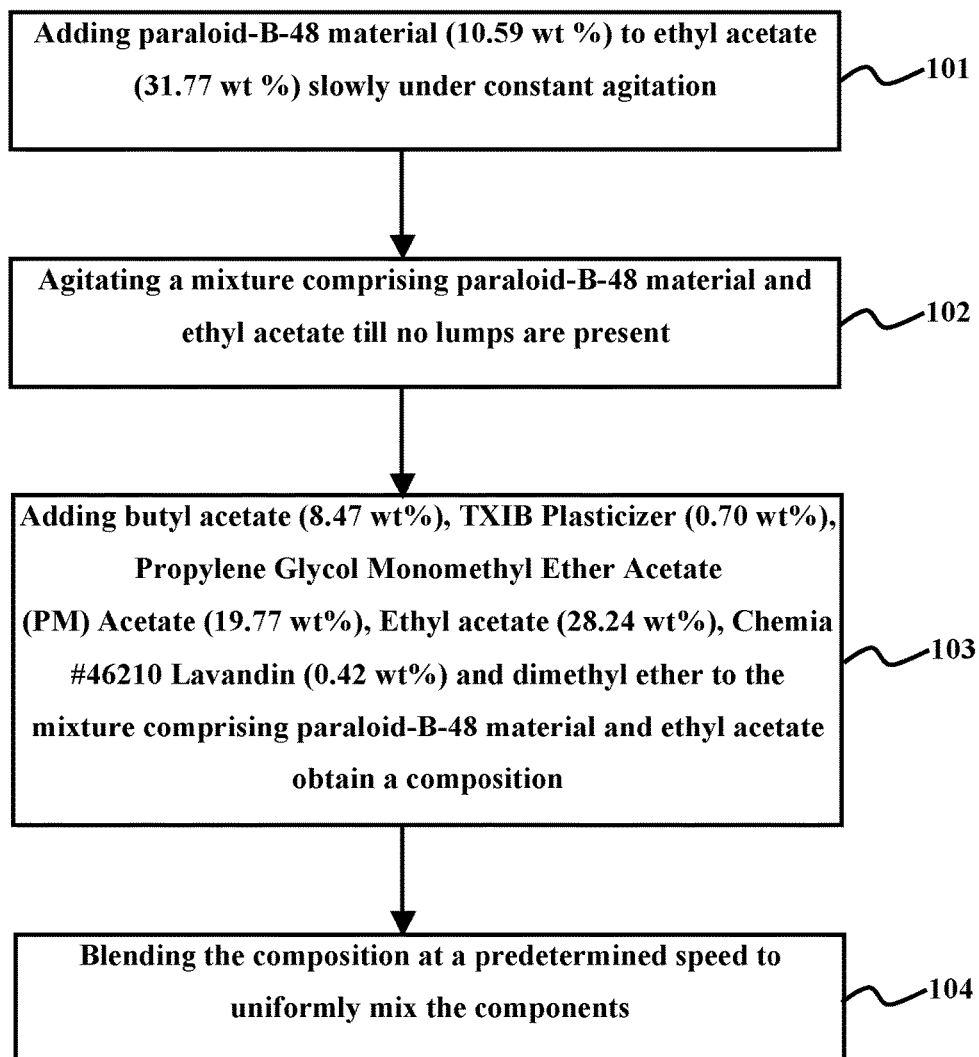 Adding paraloid-B-48 material (10.59 wt %) to ethyl acetate
(31.77 wt %) slowly under constant agitation
101
Agitating a mixture comprising paraloid-B-48 material and
ethyl acetate till no lumps are present
102
Adding butyl acetate (8.47 wt%), TXIB Plasticizer (0.70 wt%),
Propylene Glycol Monomethyl Ether Acetate
(PM) Acetate (19.77 wt%), Ethyl acetate (28.24 wt%), Chemia
#46210 Lavandin (0.42 wt%) and dimethyl ether to the
mixture comprising paraloid-B-48 material and ethyl acetate
obtain a composition
103
Blending the composition at a predetermined speed to
uniformly mix the components
104